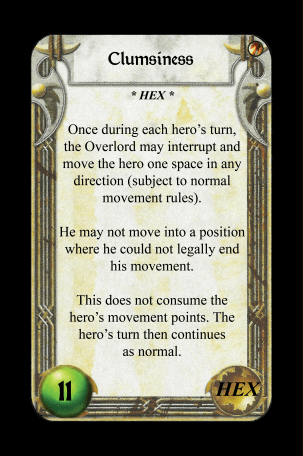 Clumsiness
* HEX *
Once during each hero's turn,
the Overlord may interrupt and
move the hero one space in any
direction (subject to normal
movement rules).
He may not move into a position
where he could not legally end
his movement.
This does not consume the
hero's movement points. The
hero's turn then continues
as normal.
11
HEX